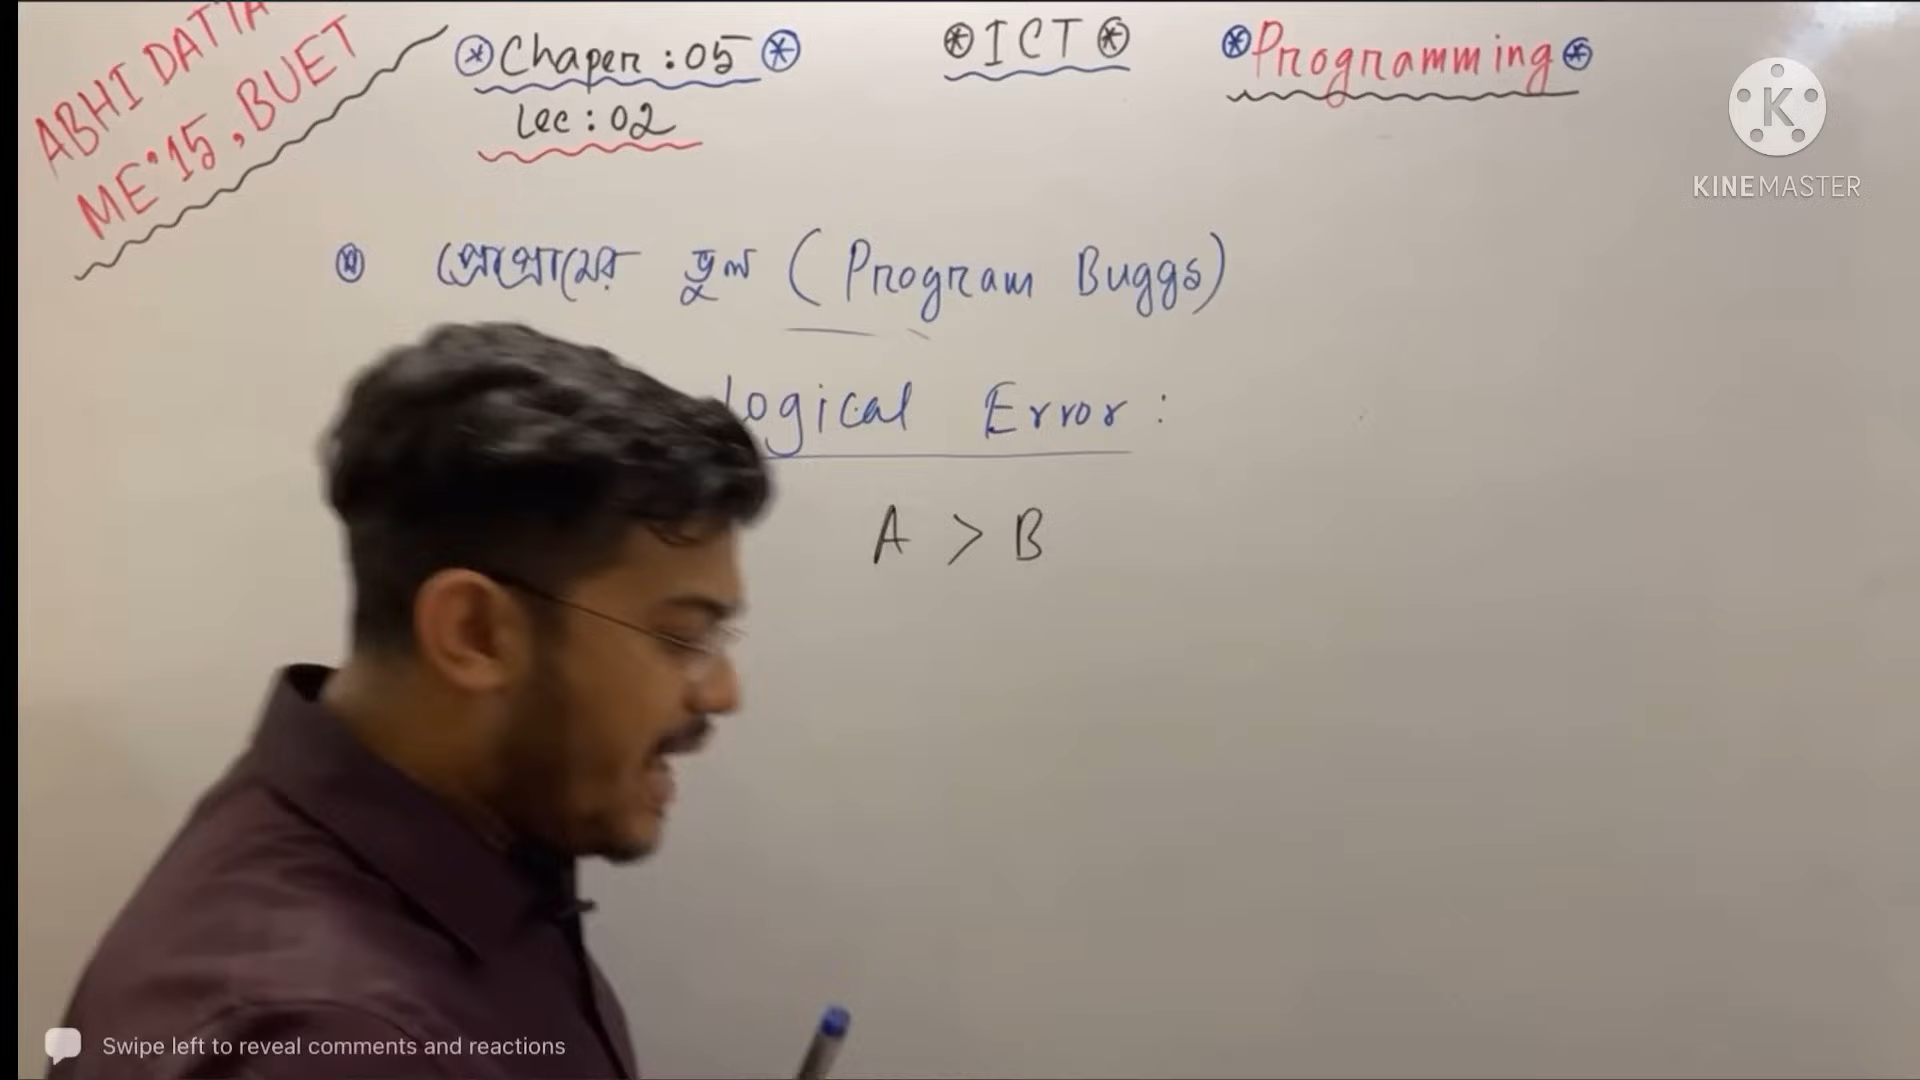 ABHI DATTA
ME'15, BUET
Chaper : 05
Lec : 02
ICT
Programming
KINEMASTER
প্রোগ্রামের ভুল (Program Buggs)
Logical Error :
A > B
Swipe left to reveal comments and reactions